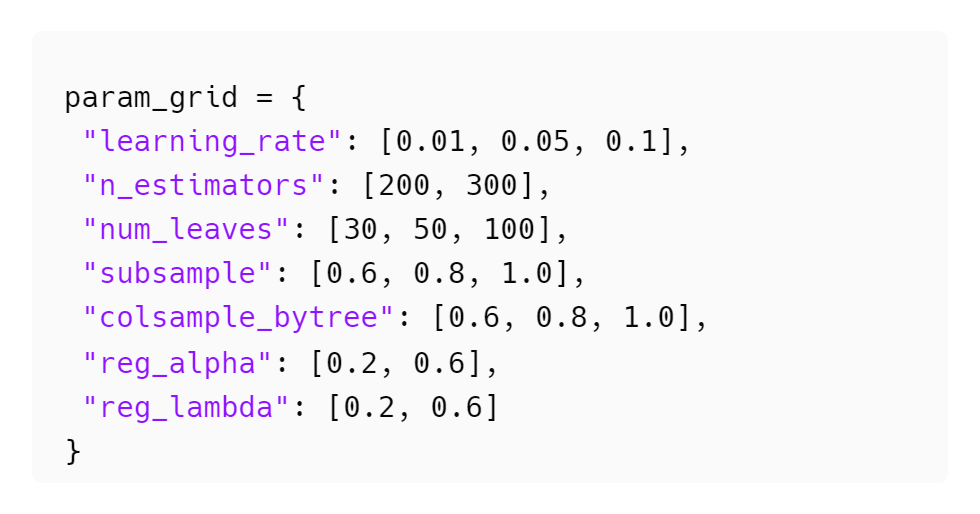 param_grid = {
 "learning_rate": [0.01, 0.05, 0.1],
 "n_estimators": [200, 300],
 "num_leaves": [30, 50, 100],
 "subsample": [0.6, 0.8, 1.0],
 "colsample_bytree": [0.6, 0.8, 1.0],
 "reg_alpha": [0.2, 0.6],
 "reg_lambda": [0.2, 0.6]
}